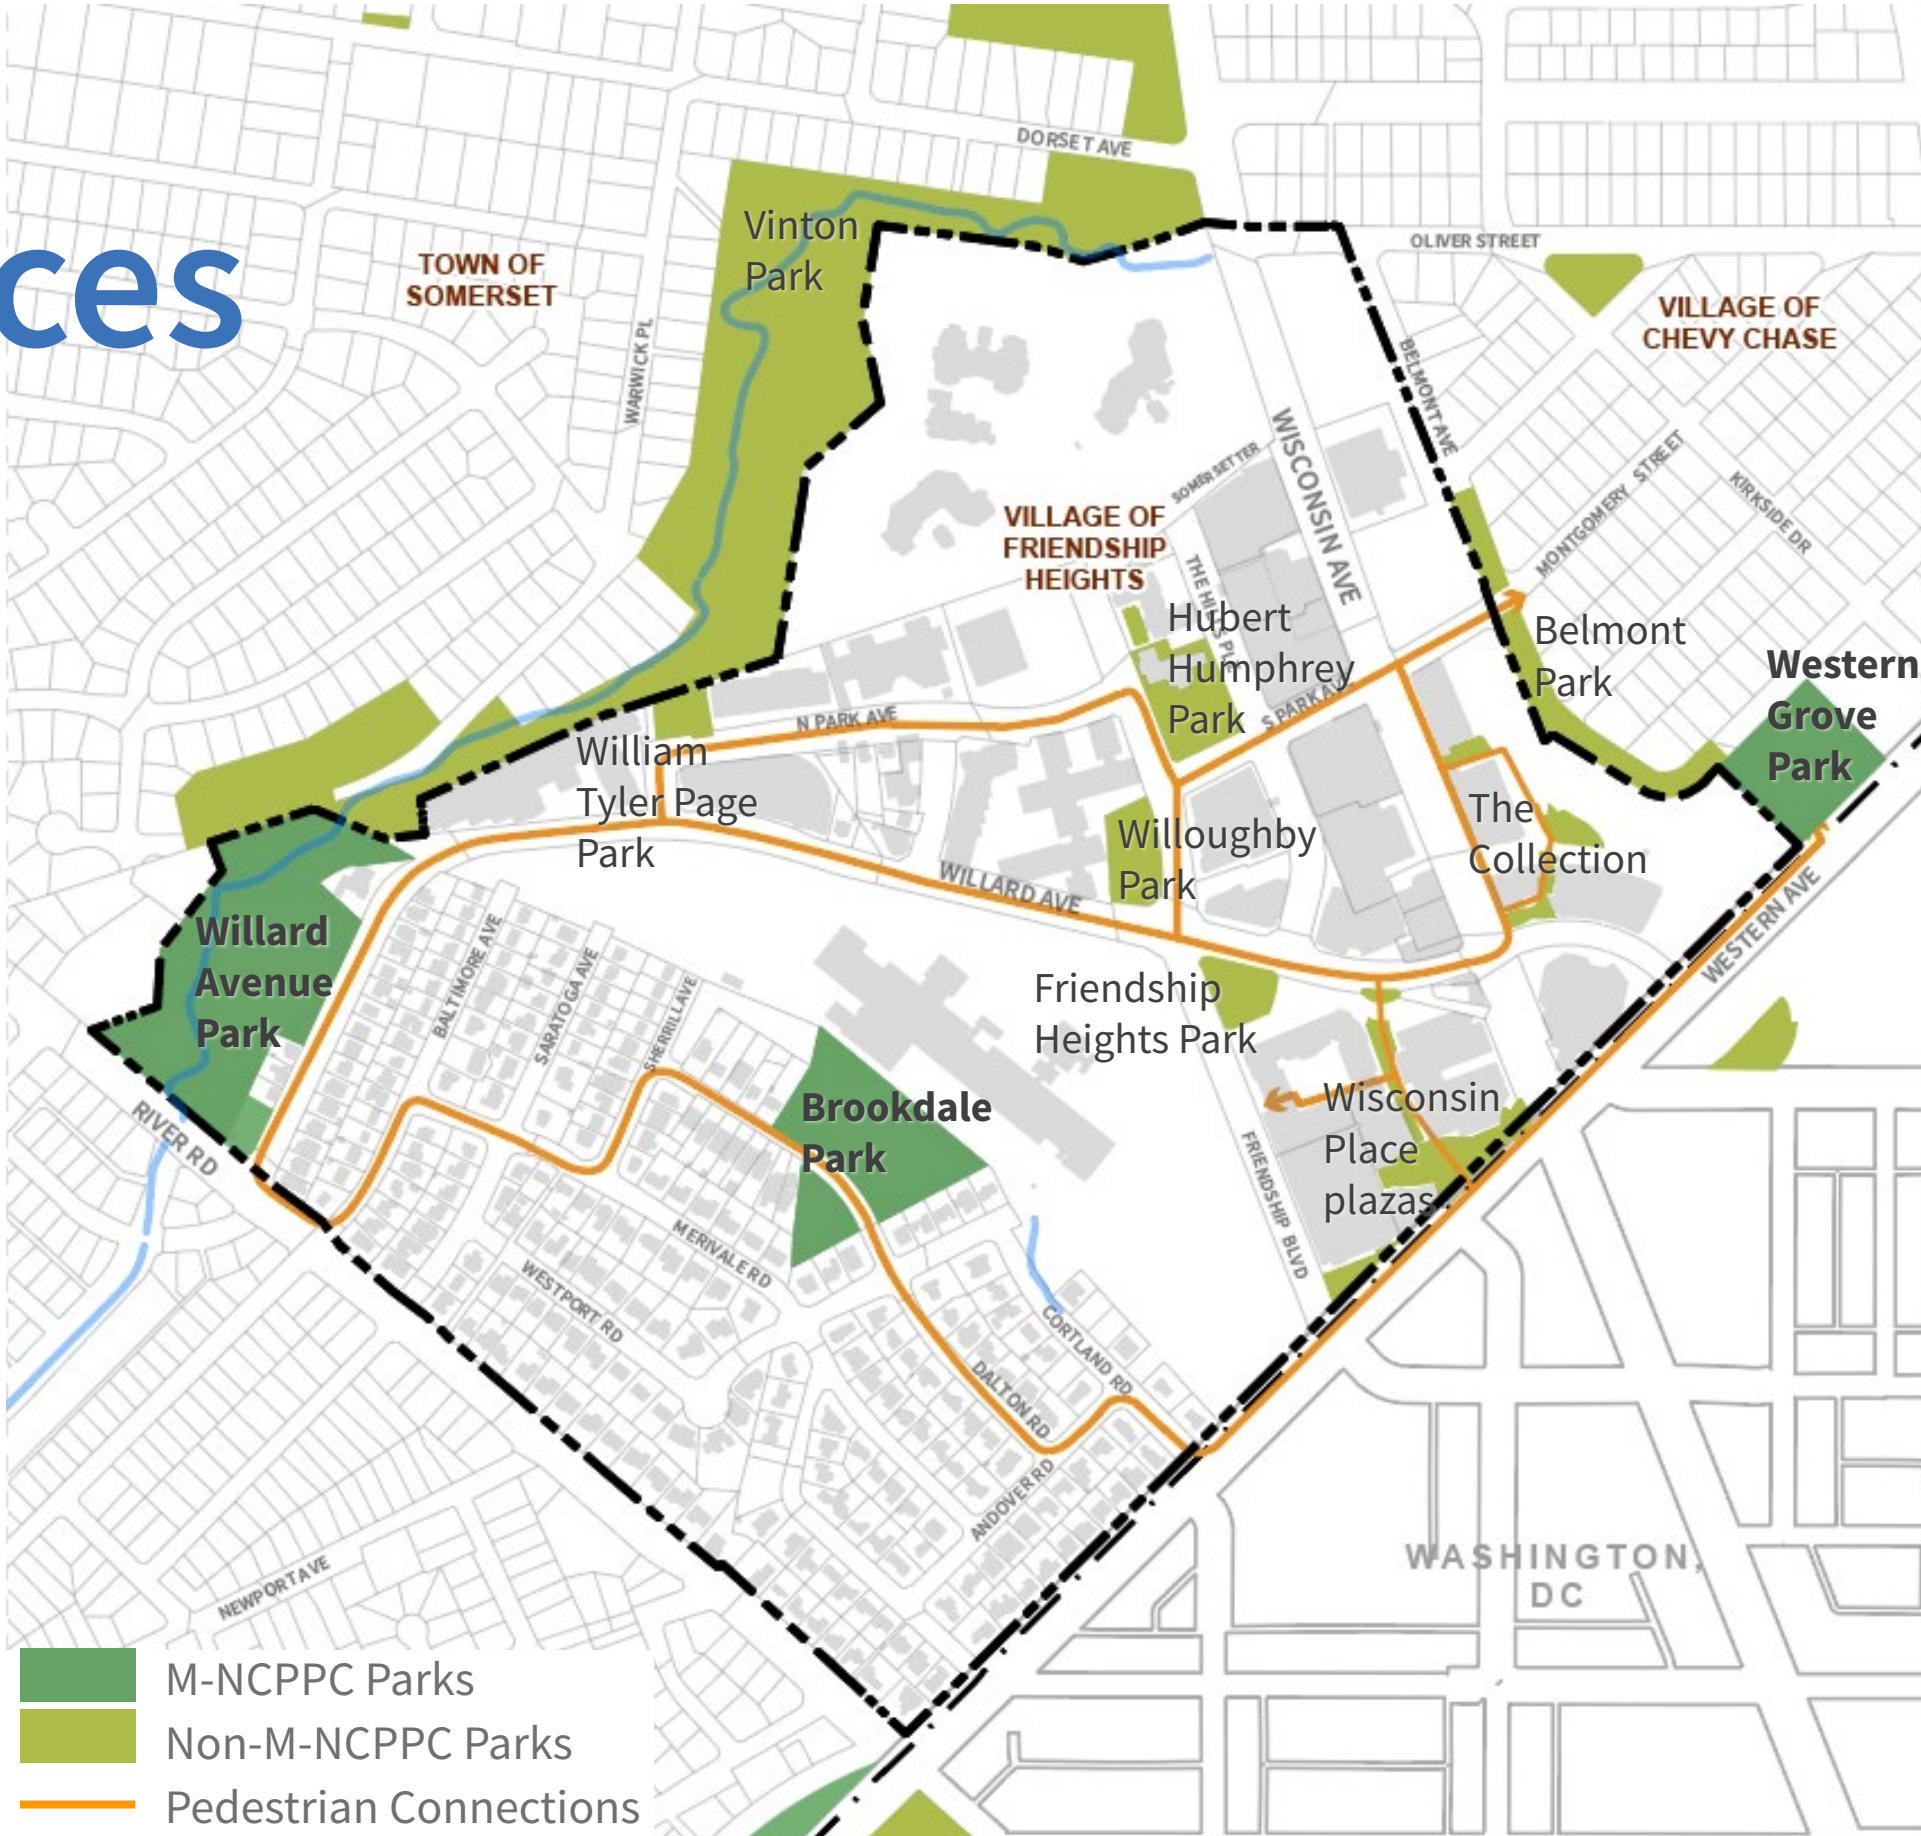 DORSET AVE
Vinton
Park
OLIVER STREET
ces
TOWN OF
SOMERSET
VILLAGE OF
CHEVY CHASE
WARWICK PL
BELMONT AVE
WISCONSIN AVE
SOMERSET TER
MONTGOMERY STREET
KIRKSIDE DR
VILLAGE OF
FRIENDSHIP
HEIGHTS
THE HILLS PL
Hubert
Humphrey
Park
Belmont
Park
Western
Grove
Park
S PARK AVE
N PARK AVE
William
Tyler Page
Park
The
Collection
Willoughby
Park
WILLARD AVE
WESTERN AVE
Willard
Avenue
Park
BALTIMORE AVE
SARATOGA AVE
SHERRILL AVE
Friendship
Heights Park
Brookdale
Park
Wisconsin
Place
plazas
RIVER RD
FRIENDSHIP BLVD
MERIVALE RD
WESTPORT RD
CORTLAND RD
DALTON RD
ANDOVER RD
NEWPORT AVE
WASHINGTON,
DC
M-NCPPC Parks
Non-M-NCPPC Parks
Pedestrian Connections